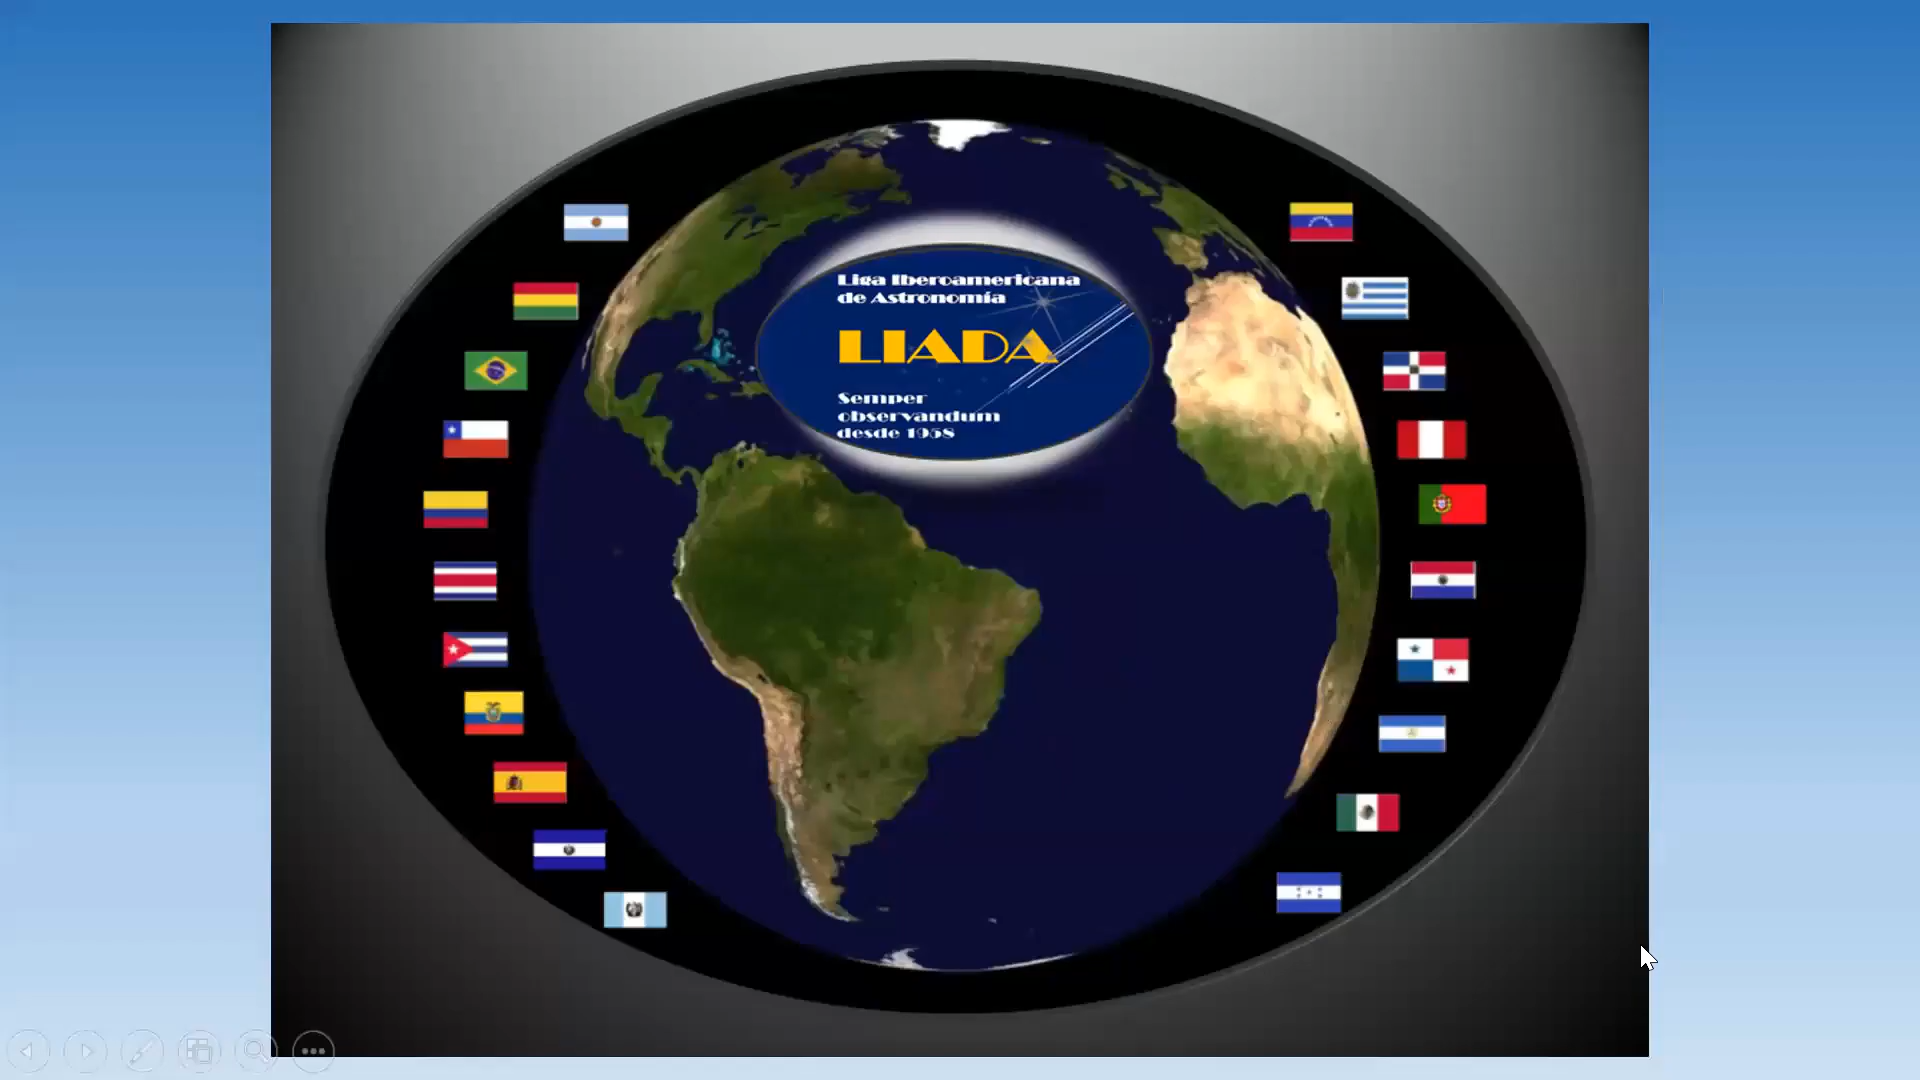 Liga Iberoamericana
de Astronomía
LIADA
Semper
observandum
desde 1958